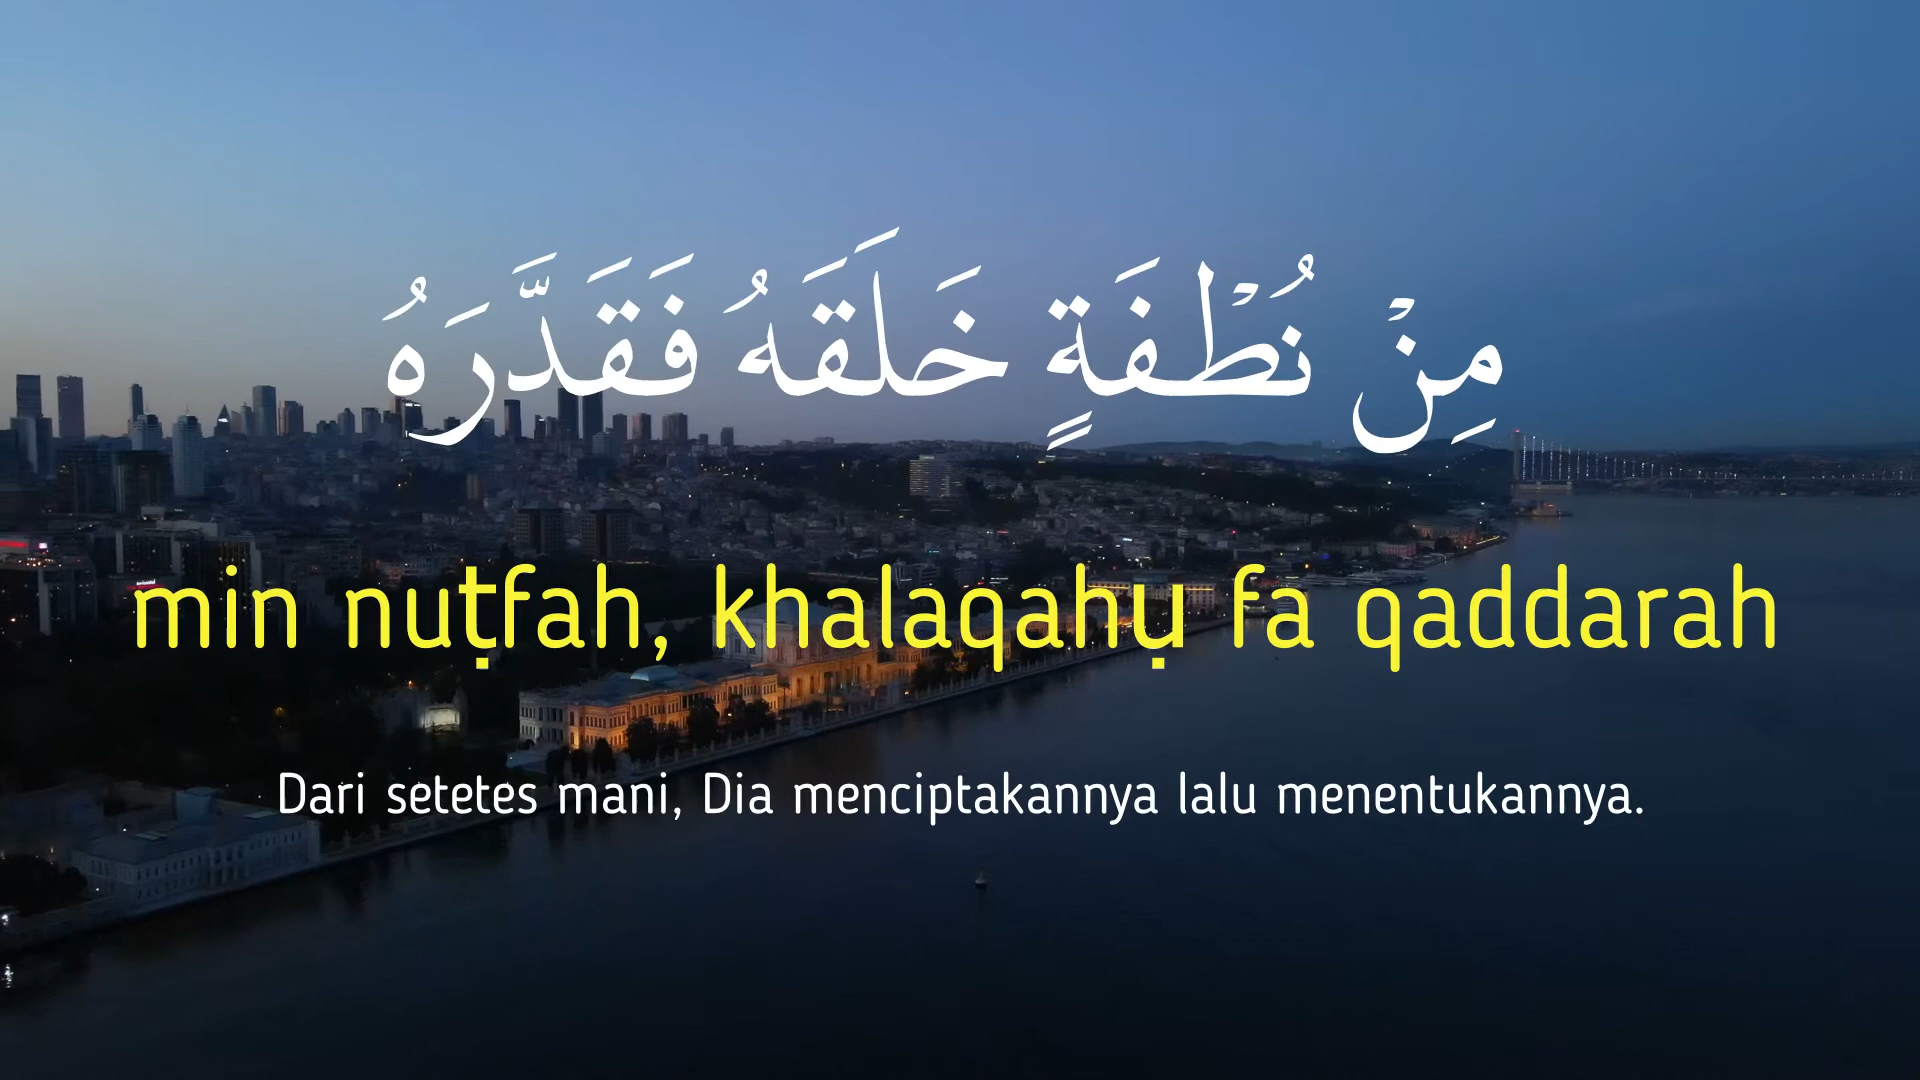 مِنْ نُطْفَةٍ خَلَقَهُ فَقَدَّرَهُ
min nuṭfah, khalaqahụ fa qaddarah
Dari setetes mani, Dia menciptakannya lalu menentukannya.